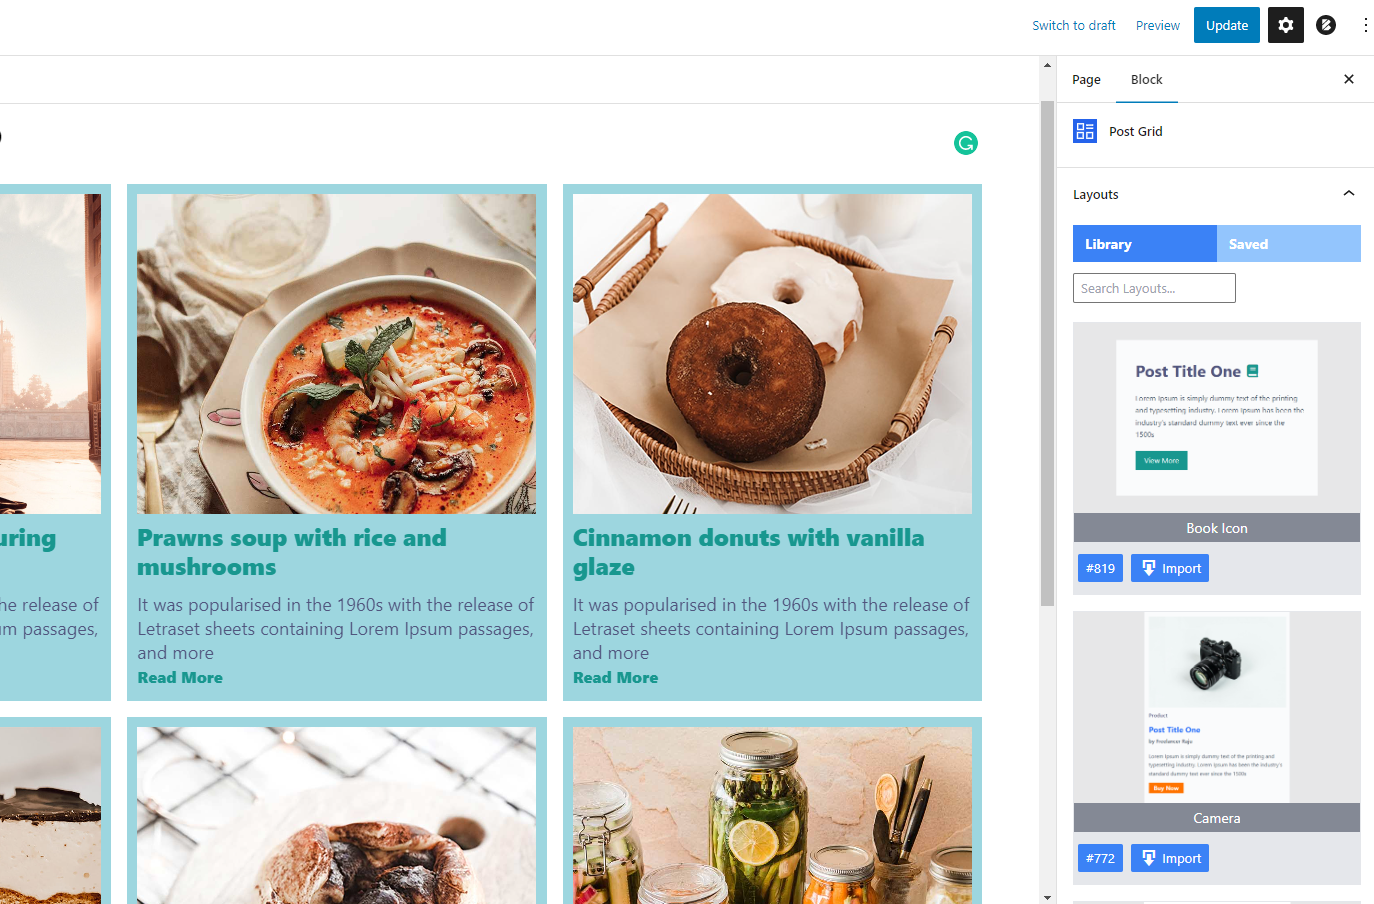 Switch to draft
Preview
Update
Page
Block
Post Grid
Layouts
Library
Saved
Search Layouts...
Post Title One
Lorem Ipsum is simply dummy text of the printing
and typesetting industry. Lorem Ipsum has been the
industry's standard dummy text ever since the
1500s
View More
Book Icon
#819
Import
Product
Post Title One
by Freelancer Raju
Lorem Ipsum is simply dummy text of the printing and
typesetting industry. Lorem Ipsum has been the industry's
standard dummy text ever since the 1500s
Buy Now
Camera
#772
Import
uring
he release of
m passages,
Prawns soup with rice and
mushrooms
It was popularised in the 1960s with the release of
Letraset sheets containing Lorem Ipsum passages,
and more
Read More
Cinnamon donuts with vanilla
glaze
It was popularised in the 1960s with the release of
Letraset sheets containing Lorem Ipsum passages,
and more
Read More